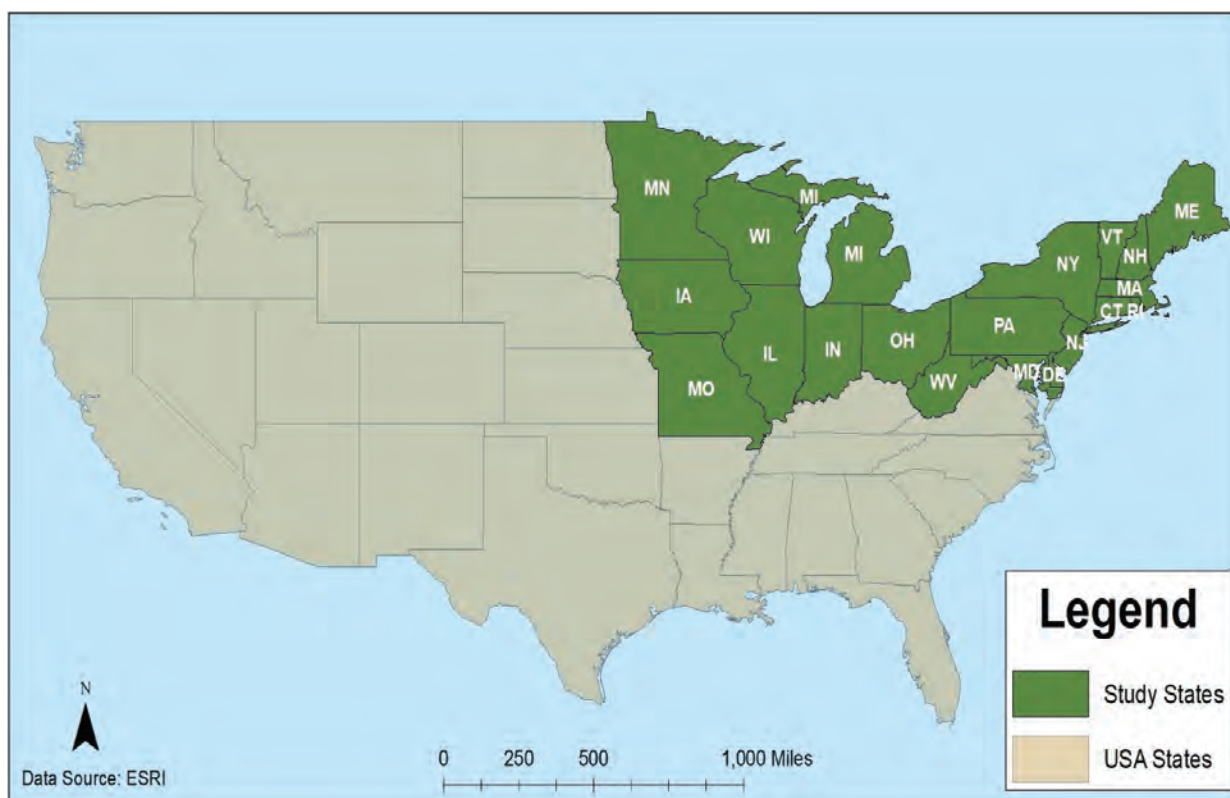 MN
MI
ME
WI
MI
VT
NH
NY
MA
IA
CT RI
PA
OH
NJ
IL
IN
MD DE
WV
MO
Legend
Study States
USA States
N
0 250 500 1,000 Miles
Data Source: ESRI